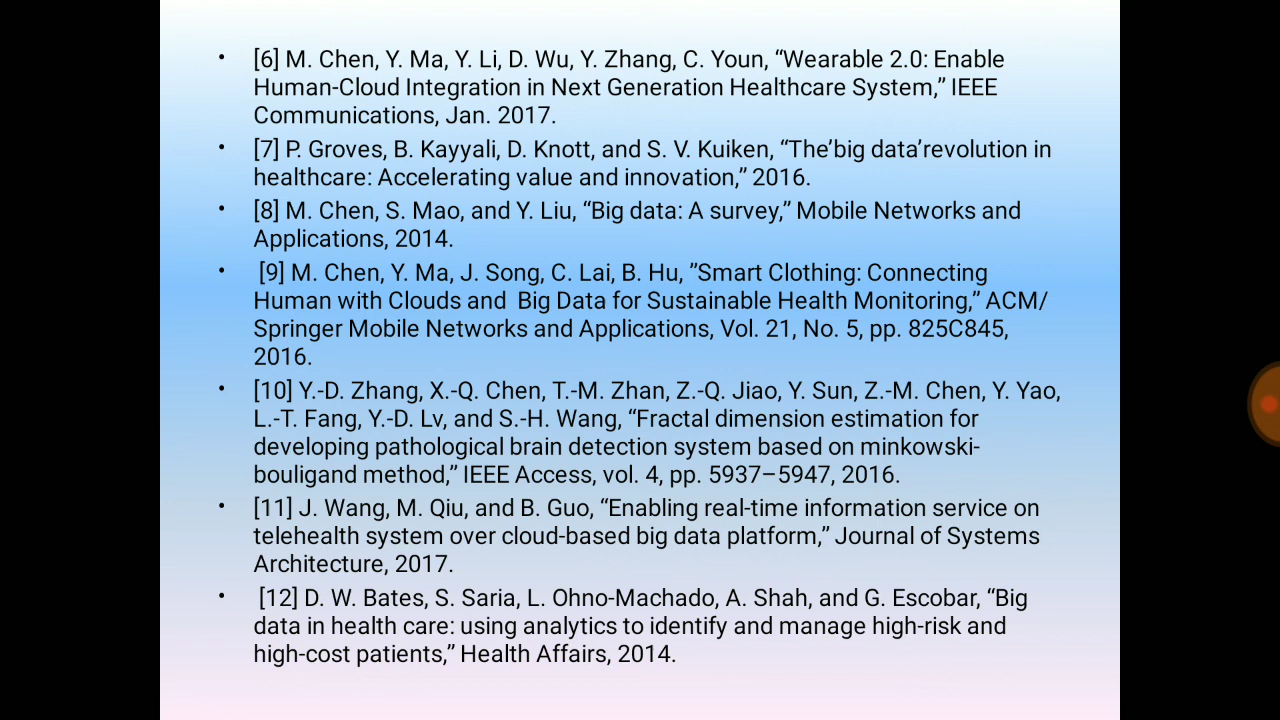 • [6] M. Chen, Y. Ma, Y. Li, D. Wu, Y. Zhang, C. Youn, “Wearable 2.0: Enable
Human-Cloud Integration in Next Generation Healthcare System,” IEEE
Communications, Jan. 2017.
• [7] P. Groves, B. Kayyali, D. Knott, and S. V. Kuiken, “The’big data’revolution in
healthcare: Accelerating value and innovation,” 2016.
• [8] M. Chen, S. Mao, and Y. Liu, “Big data: A survey,” Mobile Networks and
Applications, 2014.
• [9] M. Chen, Y. Ma, J. Song, C. Lai, B. Hu, ”Smart Clothing: Connecting
Human with Clouds and  Big Data for Sustainable Health Monitoring,” ACM/
Springer Mobile Networks and Applications, Vol. 21, No. 5, pp. 825C845,
2016.
• [10] Y.-D. Zhang, X.-Q. Chen, T.-M. Zhan, Z.-Q. Jiao, Y. Sun, Z.-M. Chen, Y. Yao,
L.-T. Fang, Y.-D. Lv, and S.-H. Wang, “Fractal dimension estimation for
developing pathological brain detection system based on minkowski-
bouligand method,” IEEE Access, vol. 4, pp. 5937–5947, 2016.
• [11] J. Wang, M. Qiu, and B. Guo, “Enabling real-time information service on
telehealth system over cloud-based big data platform,” Journal of Systems
Architecture, 2017.
• [12] D. W. Bates, S. Saria, L. Ohno-Machado, A. Shah, and G. Escobar, “Big
data in health care: using analytics to identify and manage high-risk and
high-cost patients,” Health Affairs, 2014.